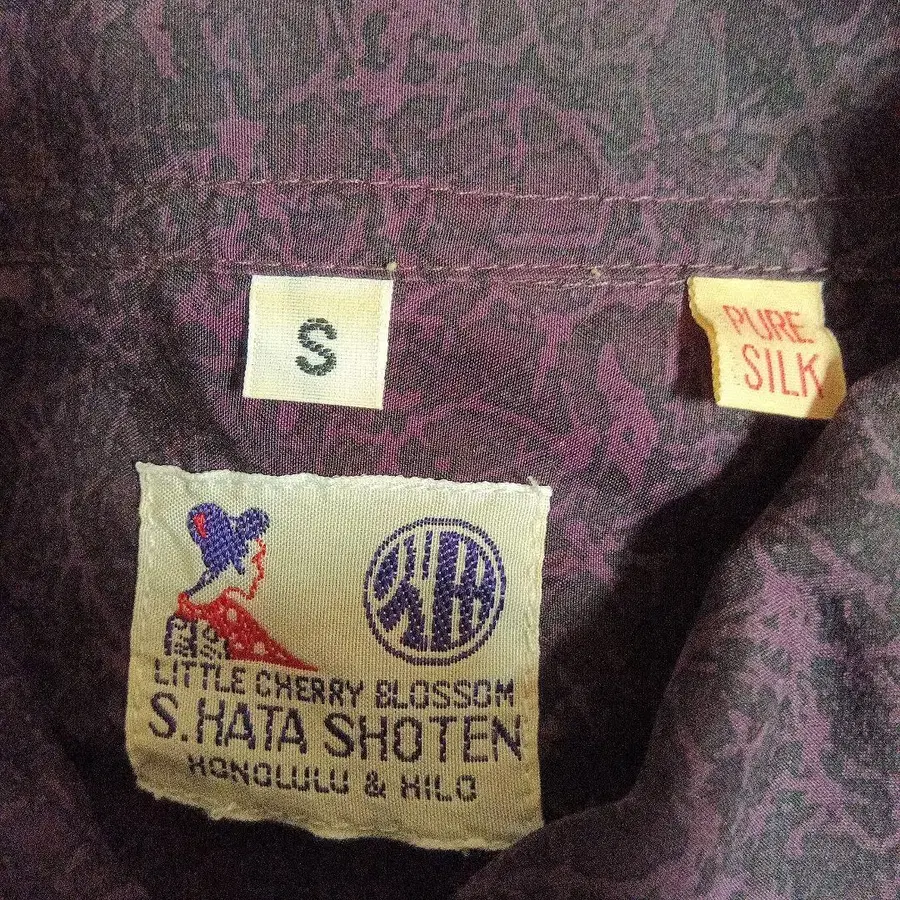 S
PURE
SILK
LITTLE CHERRY BLOSSOM
S.HATA SHOTEN
HONOLULU & HILO